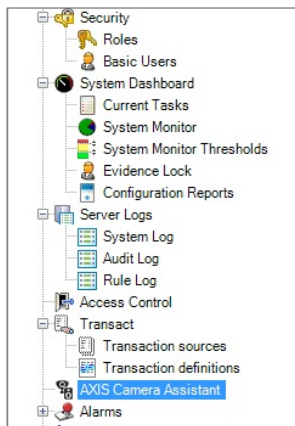 Security
Roles
Basic Users
System Dashboard
Current Tasks
System Monitor
System Monitor Thresholds
Evidence Lock
Configuration Reports
Server Logs
System Log
Audit Log
Rule Log
Access Control
Transact
Transaction sources
Transaction definitions
AXIS Camera Assistant
Alarms